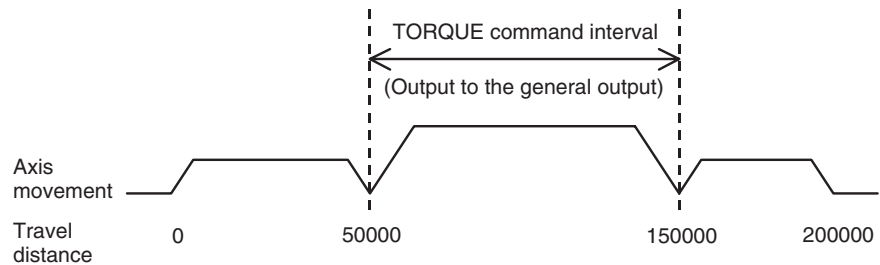 TORQUE command interval
(Output to the general output)
Axis
movement
Travel
distance
0
50000
150000
200000